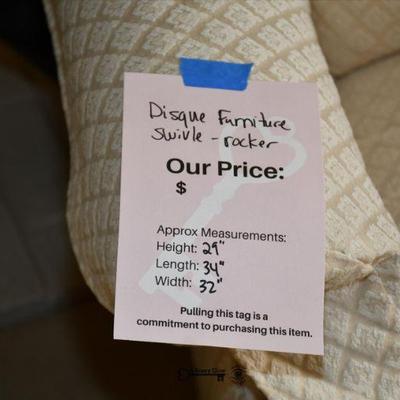 Disque Furniture
swivle - rocker
Our Price:
$
Approx Measurements:
Height: 29"
Length: 34"
Width: 32"
Pulling this tag is a
commitment to purchasing this item.